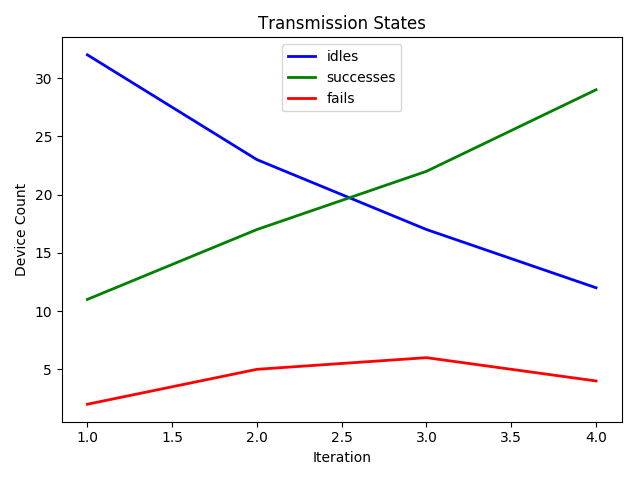 Transmission States
idles
successes
fails
30
25
20
15
10
5
Device Count
1.0 1.5 2.0 2.5 3.0 3.5 4.0
Iteration